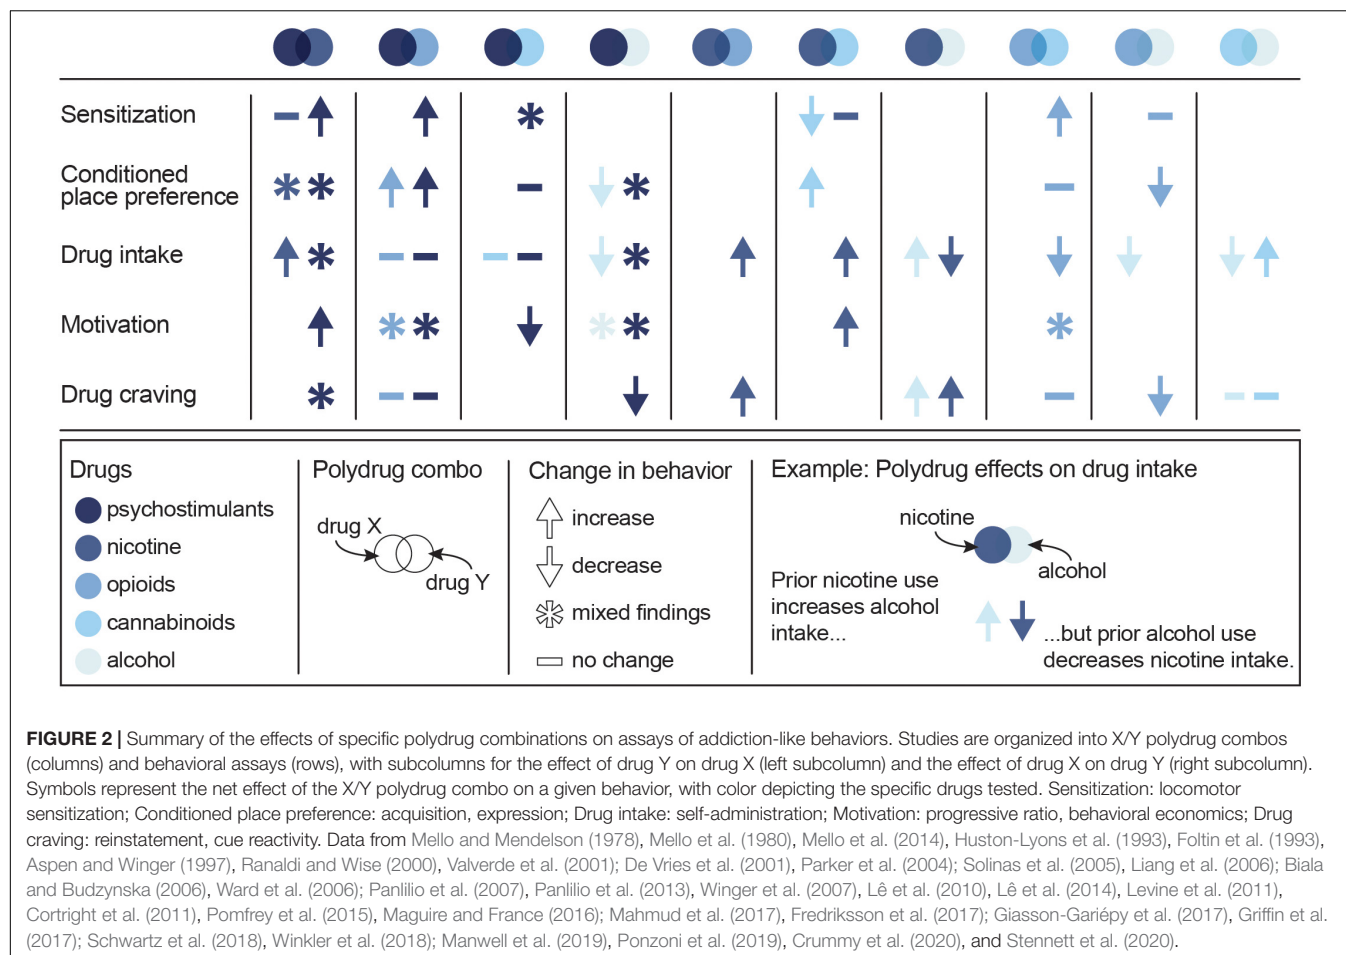 Sensitization
Conditioned
place preference
Drug intake
Motivation
Drug craving
Drugs
psychostimulants
nicotine
opioids
cannabinoids
alcohol
Polydrug combo
drug X
drug Y
Change in behavior
increase
decrease
mixed findings
no change
Example: Polydrug effects on drug intake
nicotine
alcohol
Prior nicotine use
increases alcohol
intake...
...but prior alcohol use
decreases nicotine intake.
FIGURE 2 | Summary of the effects of specific polydrug combinations on assays of addiction-like behaviors. Studies are organized into X/Y polydrug combos
(columns) and behavioral assays (rows), with subcolumns for the effect of drug Y on drug X (left subcolumn) and the effect of drug X on drug Y (right subcolumn).
Symbols represent the net effect of the X/Y polydrug combo on a given behavior, with color depicting the specific drugs tested. Sensitization: locomotor
sensitization; Conditioned place preference: acquisition, expression; Drug intake: self-administration; Motivation: progressive ratio, behavioral economics; Drug
craving: reinstatement, cue reactivity. Data from Mello and Mendelson (1978), Mello et al. (1980), Mello et al. (2014), Huston-Lyons et al. (1993), Foltin et al. (1993),
Aspen and Winger (1997), Ranaldi and Wise (2000), Valverde et al. (2001); De Vries et al. (2001), Parker et al. (2004); Solinas et al. (2005), Liang et al. (2006); Biala
and Budzynska (2006), Ward et al. (2006); Panlilio et al. (2007), Panlilio et al. (2013), Winger et al. (2007), Lê et al. (2010), Lê et al. (2014), Levine et al. (2011),
Cortright et al. (2011), Pomfrey et al. (2015), Maguire and France (2016); Mahmud et al. (2017), Fredriksson et al. (2017); Giasson-Gariépy et al. (2017), Griffin et al.
(2017); Schwartz et al. (2018), Winkler et al. (2018); Manwell et al. (2019), Ponzoni et al. (2019), Crummy et al. (2020), and Stennett et al. (2020).